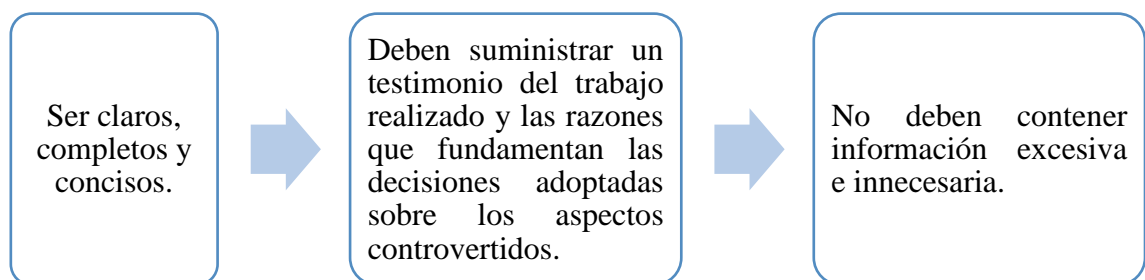 Ser claros,
completos y
concisos.
Deben suministrar un
testimonio del trabajo
realizado y las razones
que fundamentan las
decisiones adoptadas
sobre los aspectos
controvertidos.
No deben contener
información excesiva
e innecesaria.